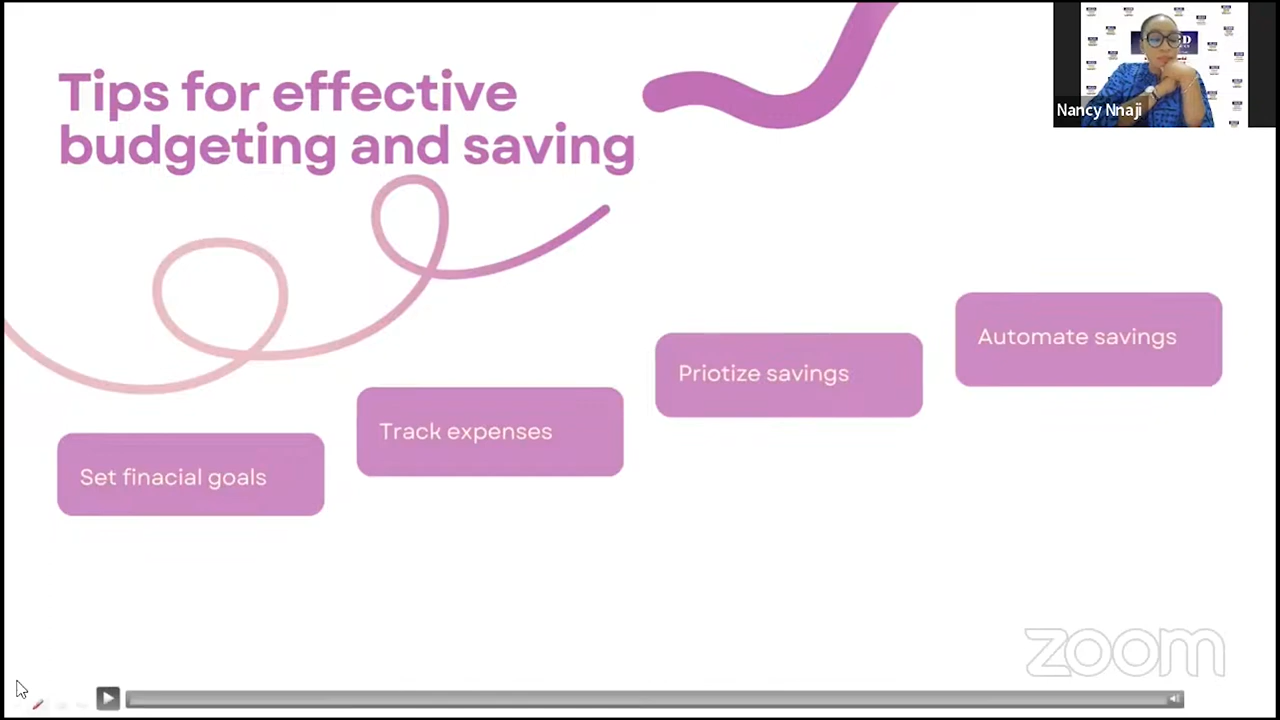 Tips for effective
budgeting and saving
Nancy Nnaji
Automate savings
Priotize savings
Track expenses
Set finacial goals
zoom